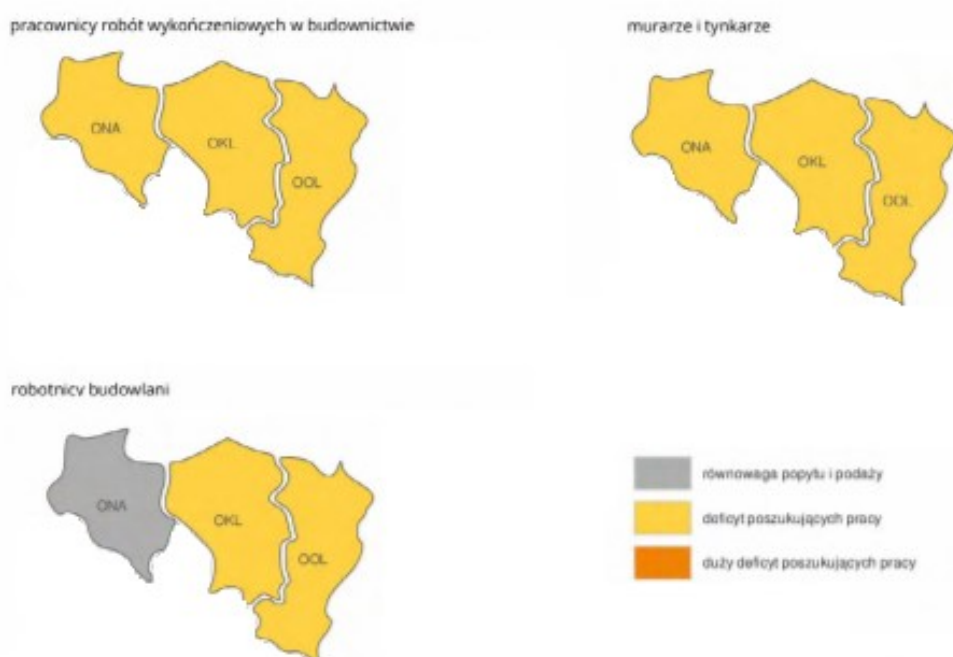 pracownicy robót wykończeniowych w budownictwie
murarze i tynkarze
ONA
OKL
OOL
ONA
OKL
OOL
robotnicy budowlani
ONA
OKL
OOL
równowaga popytu i podaży
deficyt poszukujących pracy
duży deficyt poszukujących pracy